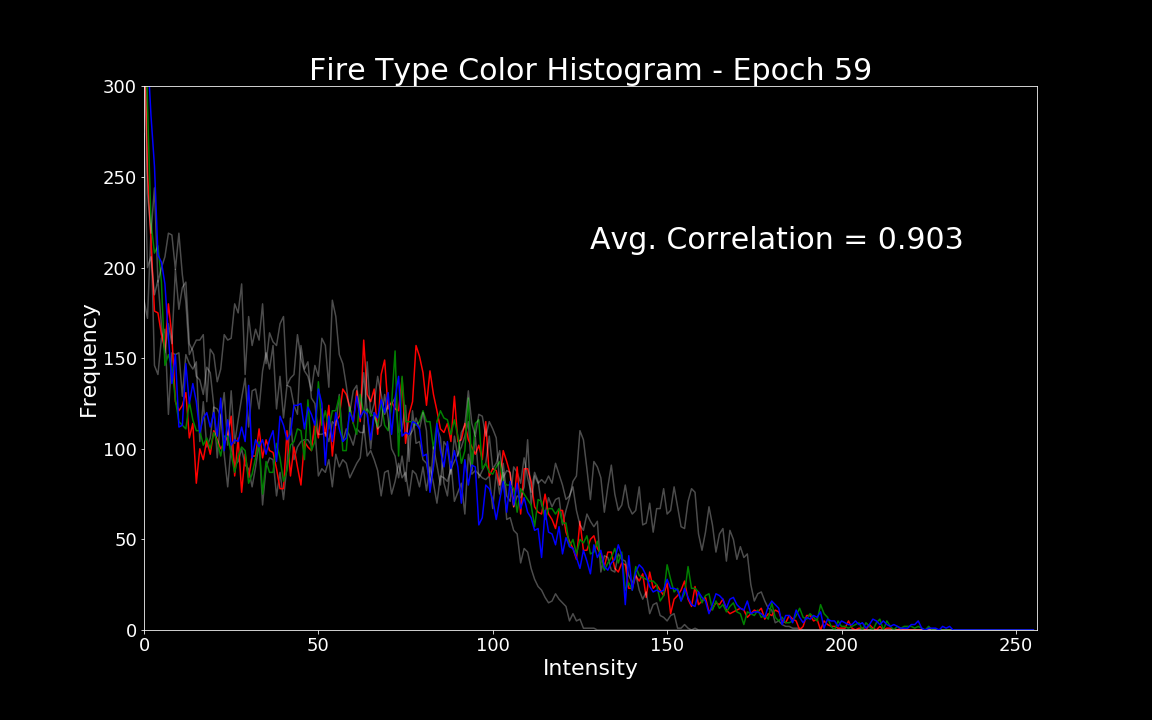 Fire Type Color Histogram - Epoch 59
300
250
200
150
100
50
0
Frequency
Avg. Correlation = 0.903
0 50 100 150 200 250
Intensity